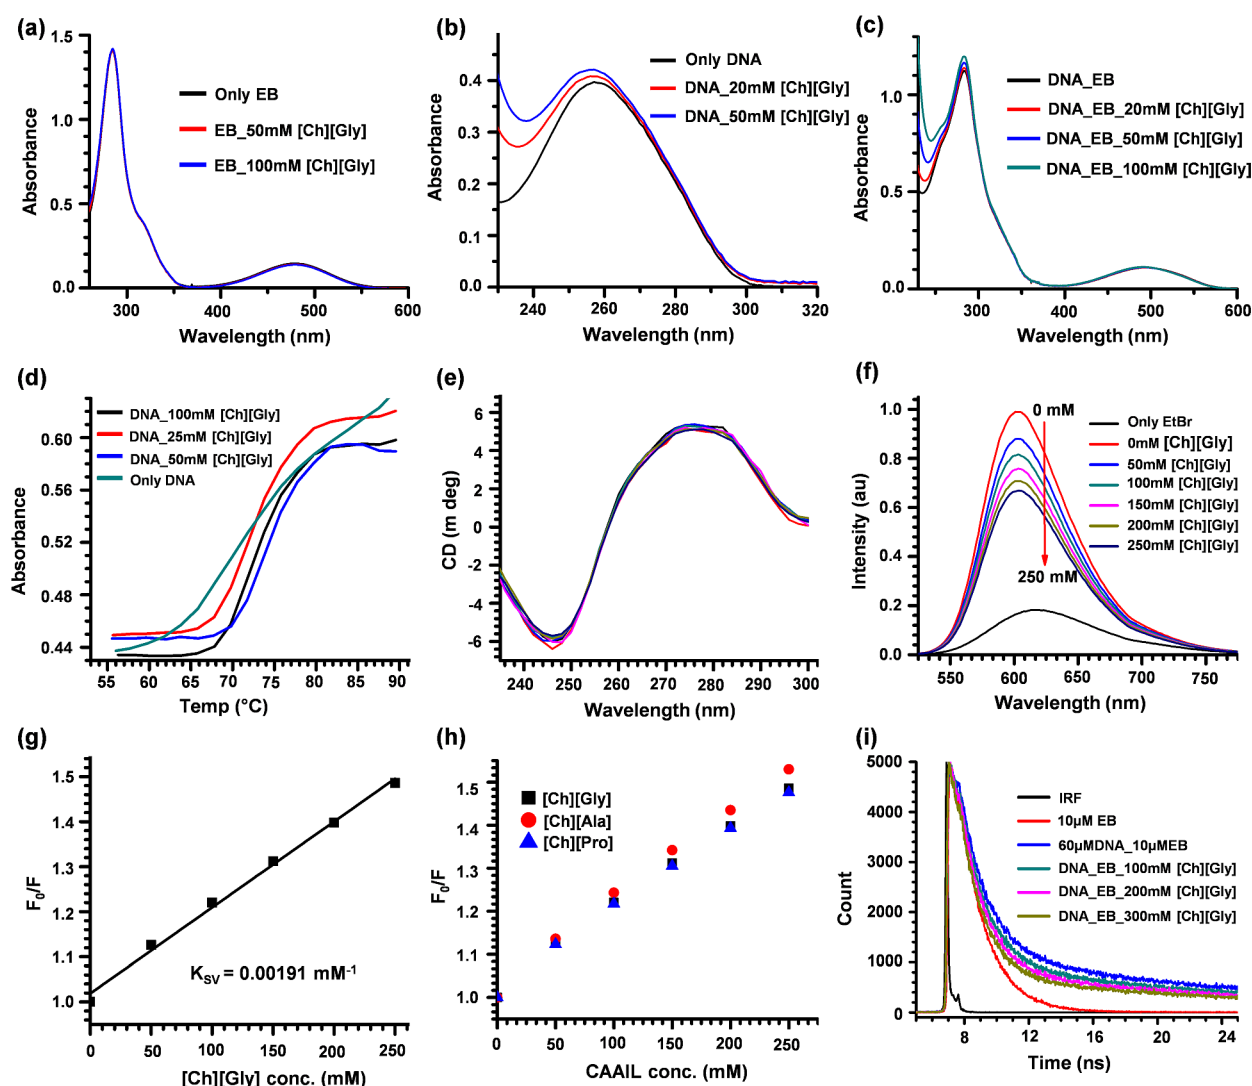 (a)
1.5
1.0
0.5
0.0
Absorbance
Only EB
EB_50mM [Ch][Gly]
EB_100mM [Ch][Gly]
300
400
500
600
Wavelength (nm)
(b)
0.4
0.3
0.2
0.1
0.0
Absorbance
Only DNA
DNA_20mM [Ch][Gly]
DNA_50mM [Ch][Gly]
240
260
280
300
320
Wavelength (nm)
(c)
1.2
0.9
0.6
0.3
0.0
Absorbance
DNA_EB
DNA_EB_20mM [Ch][Gly]
DNA_EB_50mM [Ch][Gly]
DNA_EB_100mM [Ch][Gly]
300
400
500
600
Wavelength (nm)
(d)
0.60
0.56
0.52
0.48
0.44
Absorbance
DNA_100mM [Ch][Gly]
DNA_25mM [Ch][Gly]
DNA_50mM [Ch][Gly]
Only DNA
55
60
65
70
75
80
85
90
Temp (°C)
(e)
6
4
2
0
-2
-4
-6
CD (m deg)
240
250
260
270
280
290
300
Wavelength (nm)
(f)
1.0
0.8
0.6
0.4
0.2
0.0
Intensity (au)
0 mM
250 mM
Only EtBr
0mM [Ch][Gly]
50mM [Ch][Gly]
100mM [Ch][Gly]
150mM [Ch][Gly]
200mM [Ch][Gly]
250mM [Ch][Gly]
550
600
650
700
750
Wavelength (nm)
(g)
1.5
1.4
1.3
1.2
1.1
1.0
F₀/F
K_SV = 0.00191 mM⁻¹
0
50
100
150
200
250
[Ch][Gly] conc. (mM)
(h)
1.5
1.4
1.3
1.2
1.1
1.0
F₀/F
[Ch][Gly]
[Ch][Ala]
[Ch][Pro]
0
50
100
150
200
250
CAAIL conc. (mM)
(i)
5000
4000
3000
2000
1000
0
Count
IRF
10µM EB
60µMDNA_10µMEB
DNA_EB_100mM [Ch][Gly]
DNA_EB_200mM [Ch][Gly]
DNA_EB_300mM [Ch][Gly]
8
12
16
20
24
Time (ns)